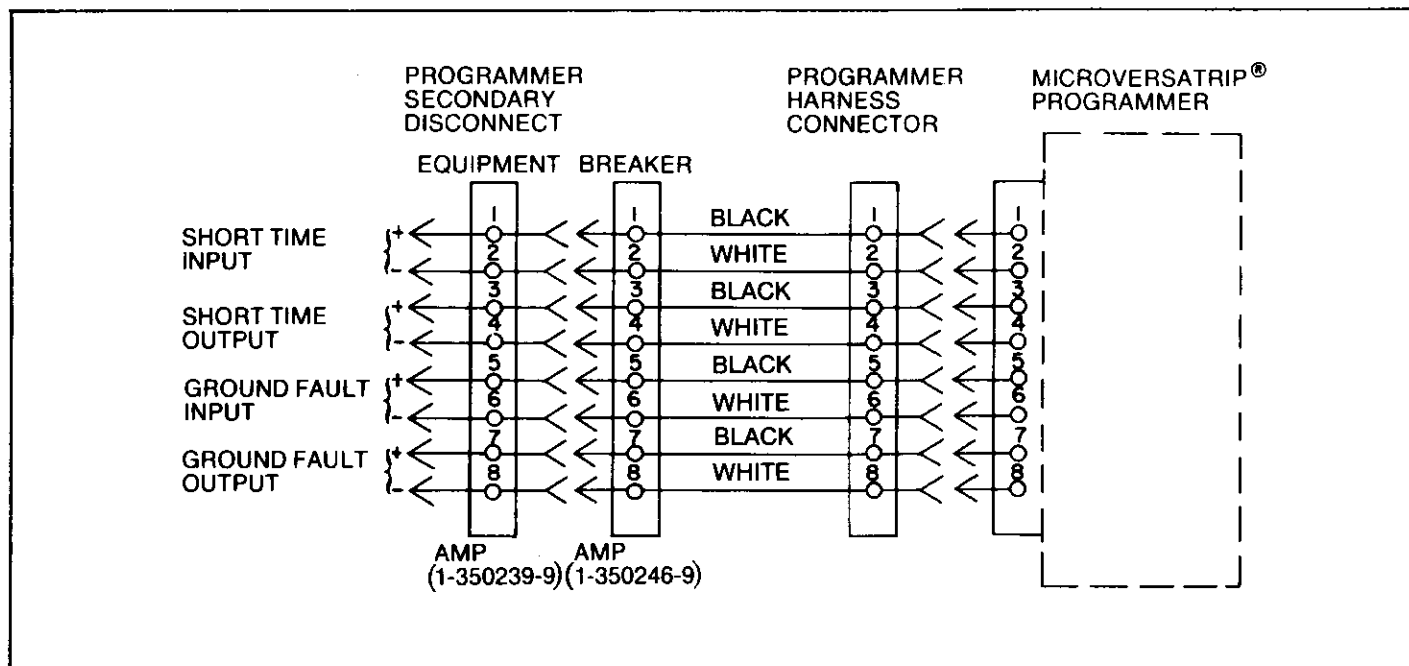 PROGRAMMER
SECONDARY
DISCONNECT
PROGRAMMER
HARNESS
CONNECTOR
MICROVERSATRIP®
PROGRAMMER
EQUIPMENT
BREAKER
SHORT TIME
INPUT
+
-
SHORT TIME
OUTPUT
+
-
GROUND FAULT
INPUT
+
-
GROUND FAULT
OUTPUT
+
-
1
2
3
4
5
6
7
8
1
2
3
4
5
6
7
8
BLACK
WHITE
BLACK
WHITE
BLACK
WHITE
BLACK
WHITE
1
2
3
4
5
6
7
8
1
2
3
4
5
6
7
8
AMP
(1-350239-9)
AMP
(1-350246-9)